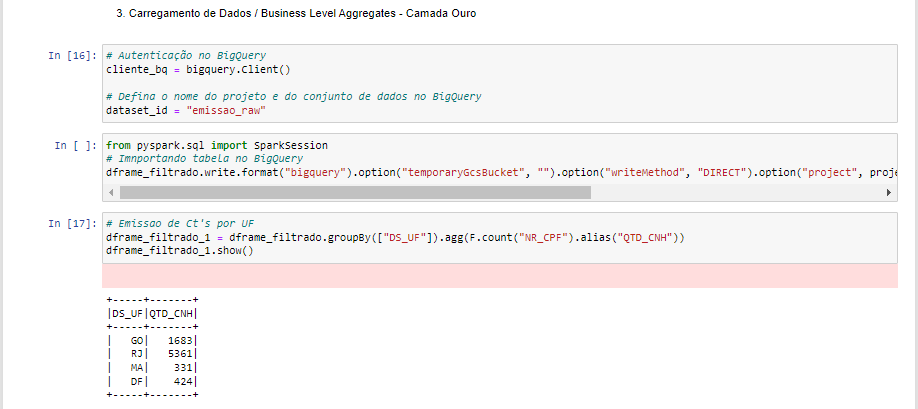 3. Carregamento de Dados / Business Level Aggregates - Camada Ouro
In [16]: # Autenticação no BigQuery
cliente_bq = bigquery.Client()
# Defina o nome do projeto e do conjunto de dados no BigQuery
dataset_id = "emissao_raw"
In [ ]: from pyspark.sql import SparkSession
# Imnportando tabela no BigQuery
dframe_filtrado.write.format("bigquery").option("temporaryGcsBucket", "").option("writeMethod", "DIRECT").option("project", proje
In [17]: # Emissao de Ct's por UF
dframe_filtrado_1 = dframe_filtrado.groupBy(["DS_UF"]).agg(F.count("NR_CPF").alias("QTD_CNH"))
dframe_filtrado_1.show()
+-----+-------+
|DS_UF|QTD_CNH|
+-----+-------+
|   GO|   1683|
|   RJ|   5361|
|   MA|    331|
|   DF|    424|
+-----+-------+